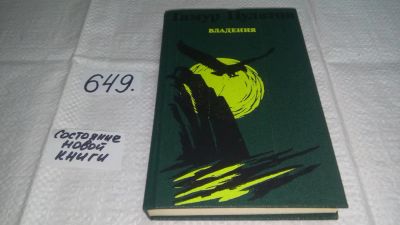 649.
состояние
новой
книги
Тимур Пулатов
ВЛАДЕНИЯ